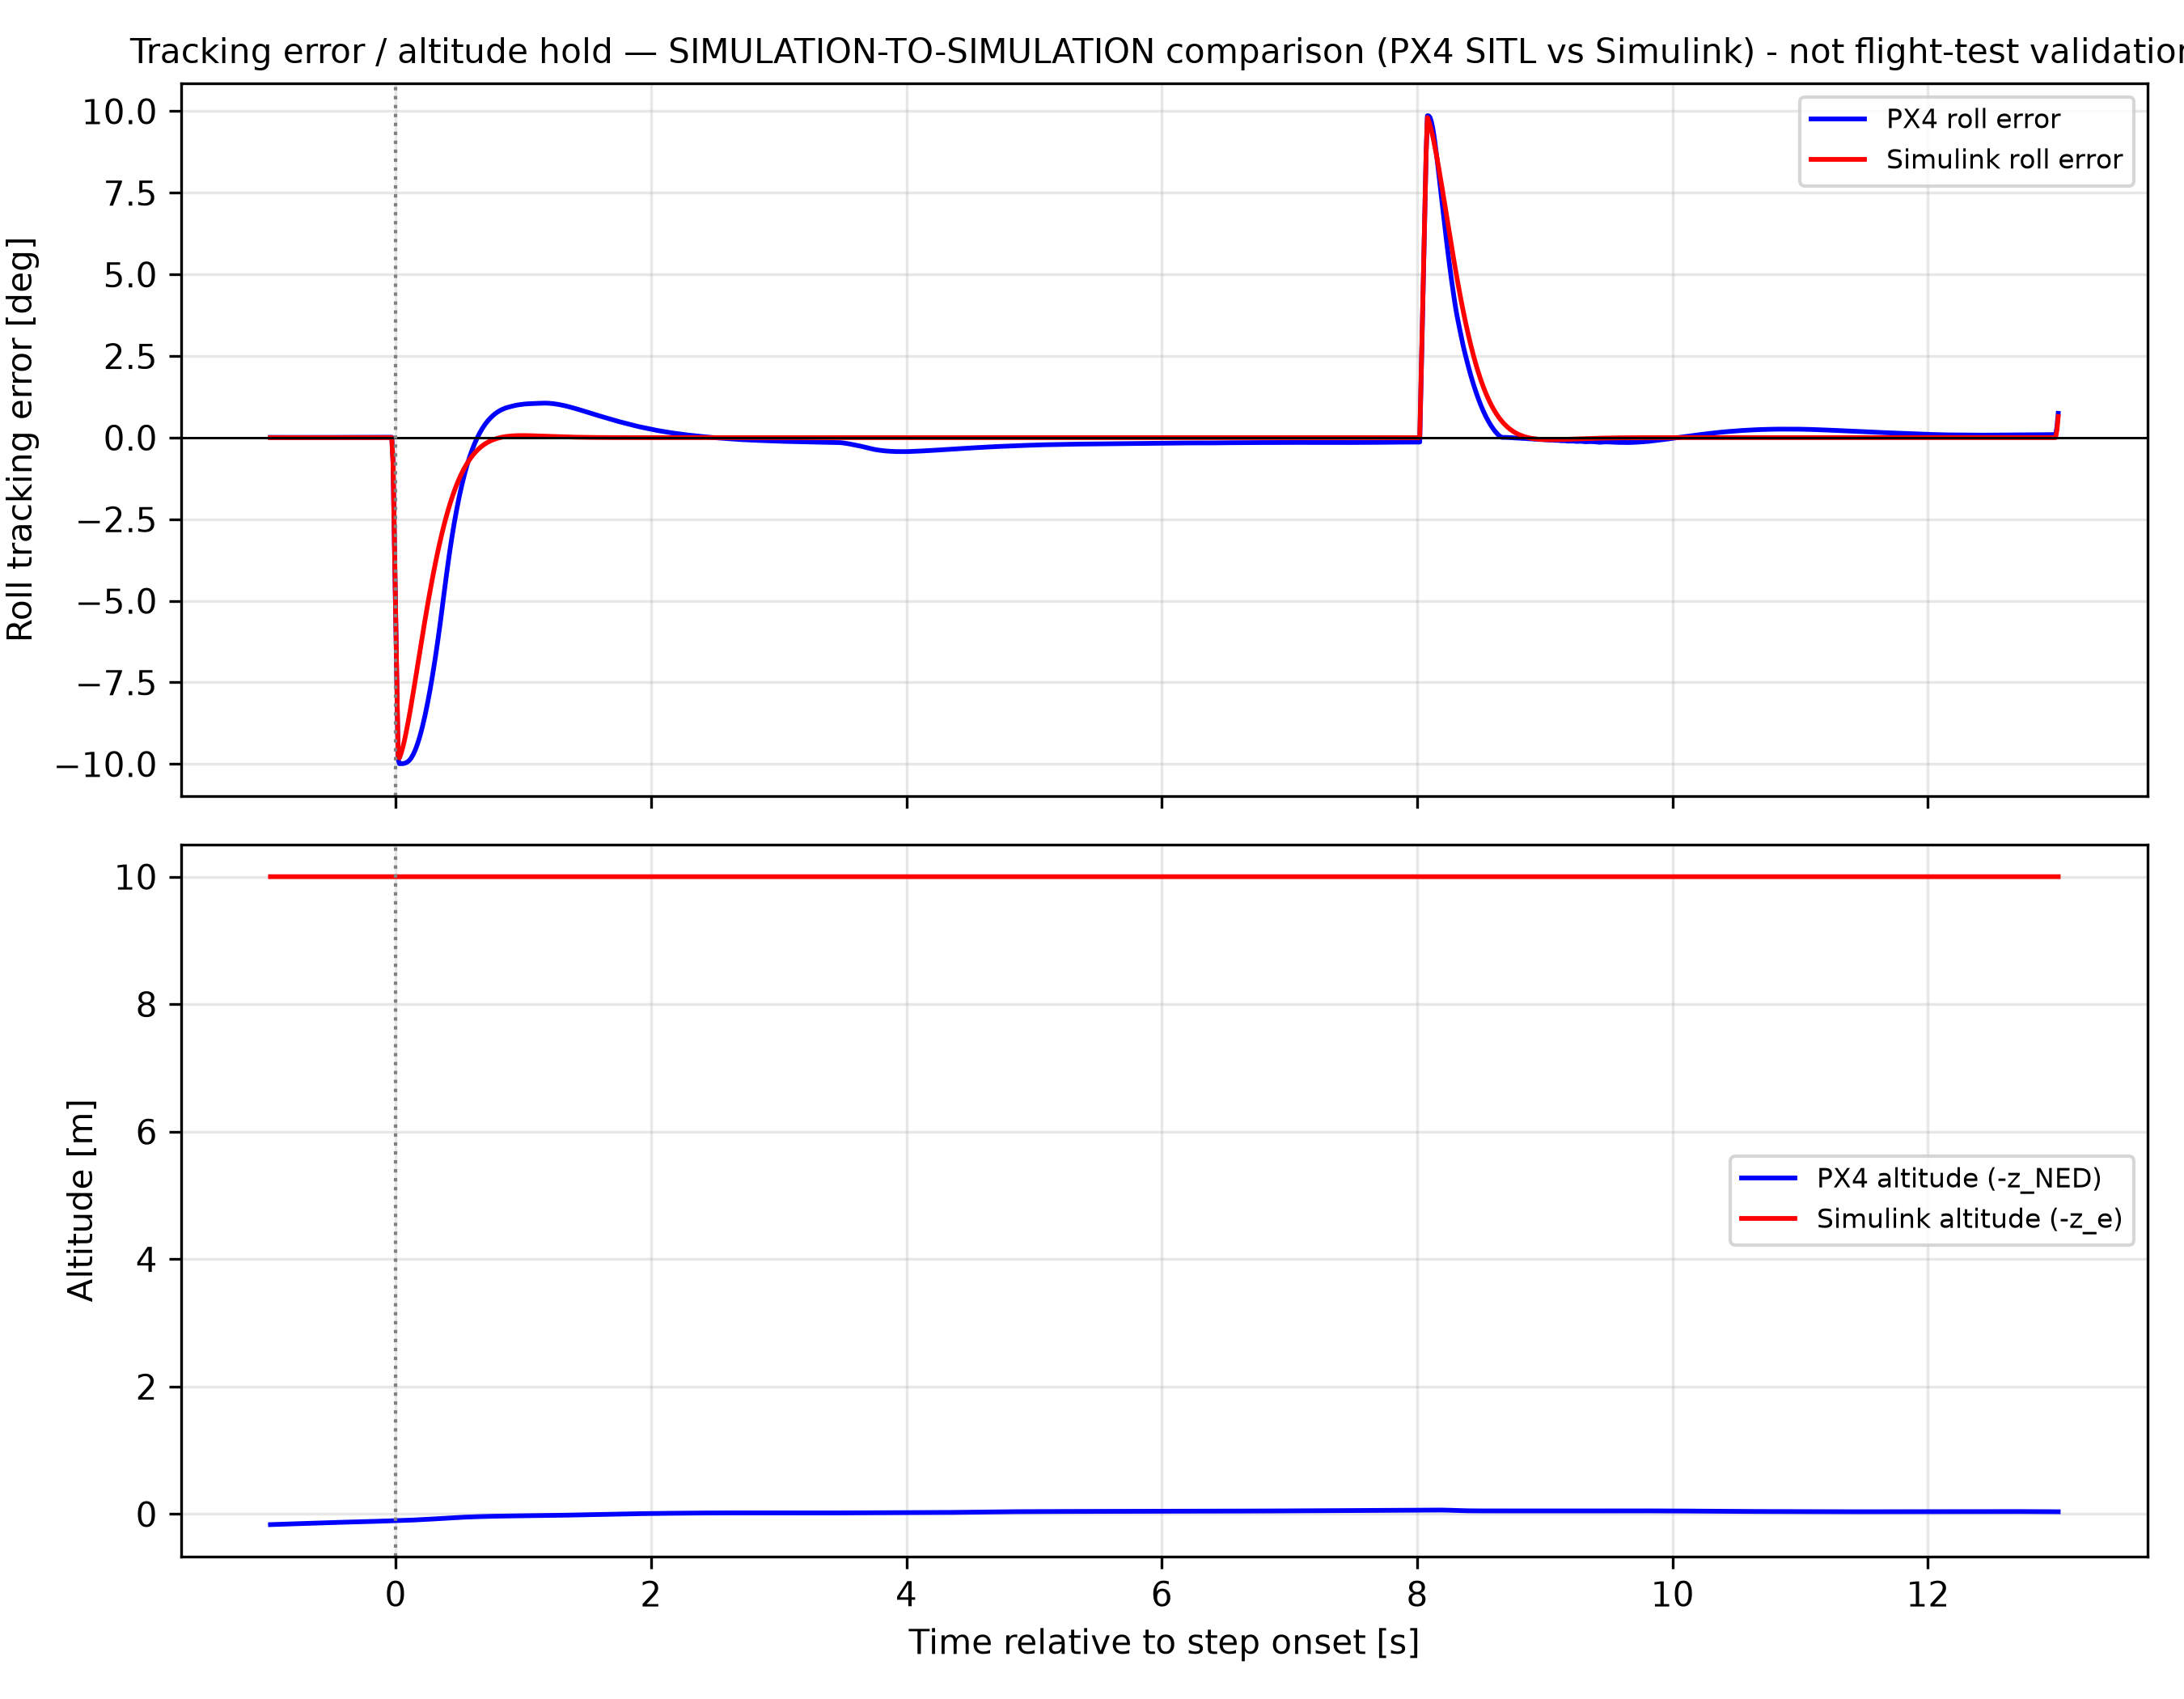 Tracking error / altitude hold — SIMULATION-TO-SIMULATION comparison (PX4 SITL vs Simulink) - not flight-test validation
10.0
7.5
5.0
2.5
0.0
−2.5
−5.0
−7.5
−10.0
Roll tracking error [deg]
PX4 roll error
Simulink roll error
10
8
6
4
2
0
Altitude [m]
PX4 altitude (-z_NED)
Simulink altitude (-z_e)
0 2 4 6 8 10 12
Time relative to step onset [s]